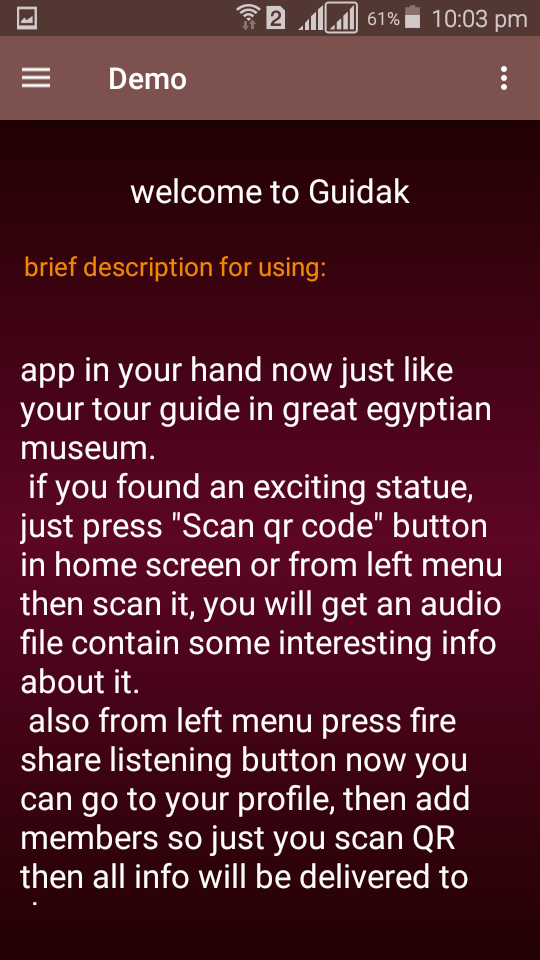 2
61%
10:03 pm
Demo
welcome to Guidak
brief description for using:
app in your hand now just like
your tour guide in great egyptian
museum.
if you found an exciting statue,
just press "Scan qr code" button
in home screen or from left menu
then scan it, you will get an audio
file contain some interesting info
about it.
also from left menu press fire
share listening button now you
can go to your profile, then add
members so just you scan QR
then all info will be delivered to